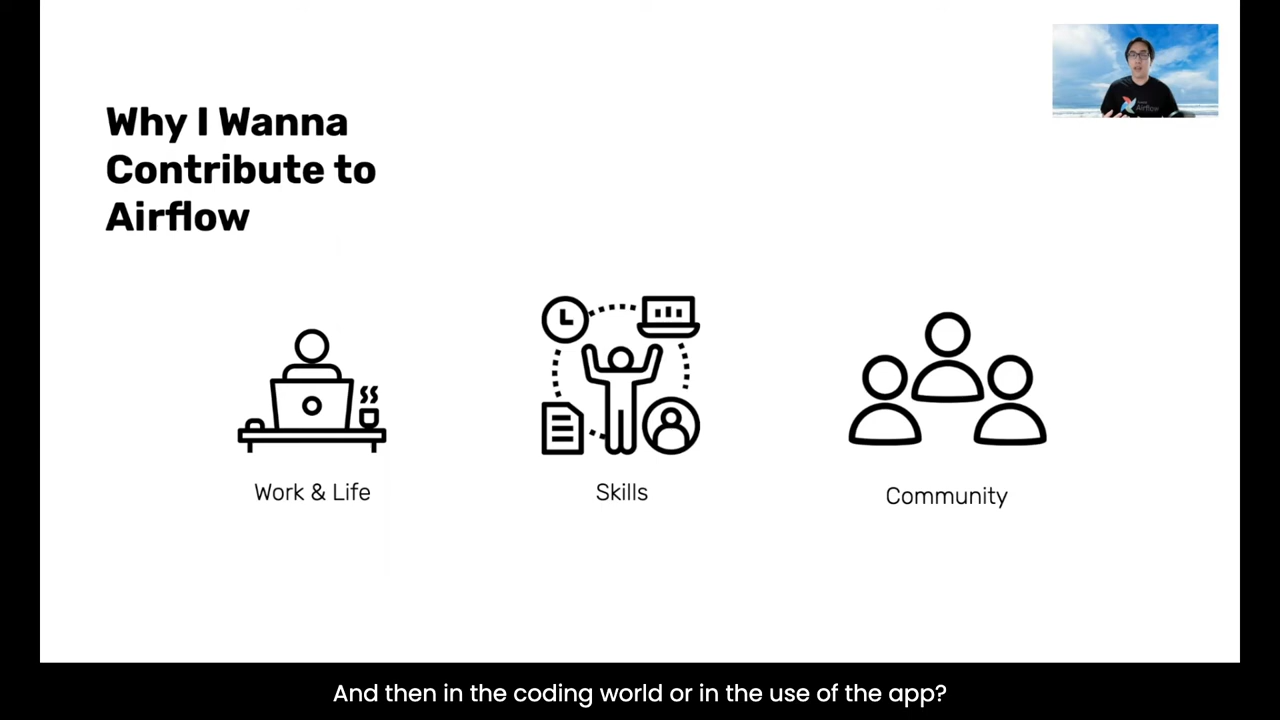 Why I Wanna
Contribute to
Airflow
Airflow
Work & Life
Skills
Community
And then in the coding world or in the use of the app?